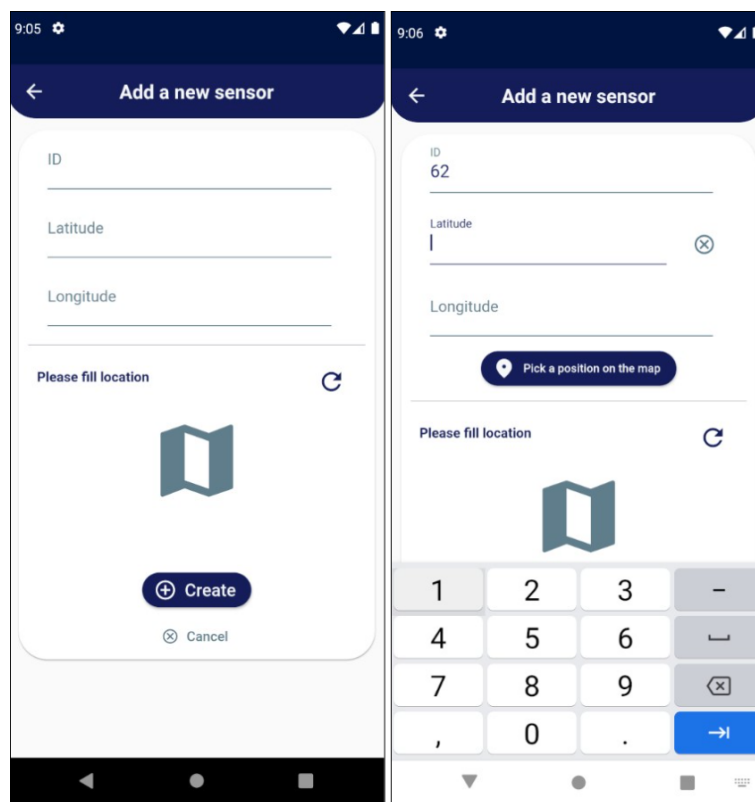 9:05
Add a new sensor
ID
Latitude
Longitude
Please fill location
Create
Cancel
9:06
Add a new sensor
ID
62
Latitude
Longitude
Pick a position on the map
Please fill location
1 2 3 -
4 5 6
7 8 9
, 0 .